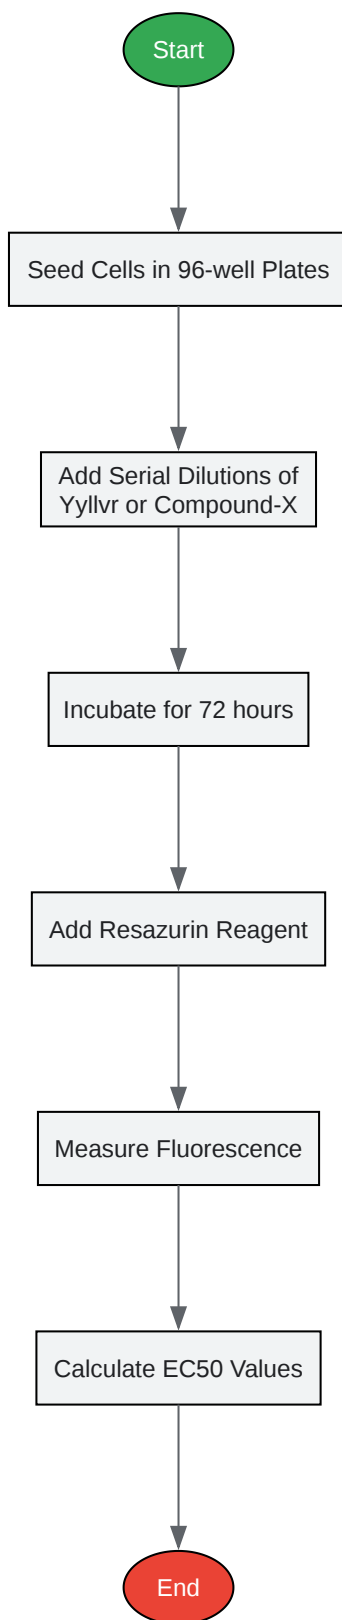 Start
Seed Cells in 96-well Plates
Add Serial Dilutions of
Yyllvr or Compound-X
Incubate for 72 hours
Add Resazurin Reagent
Measure Fluorescence
Calculate EC50 Values
End